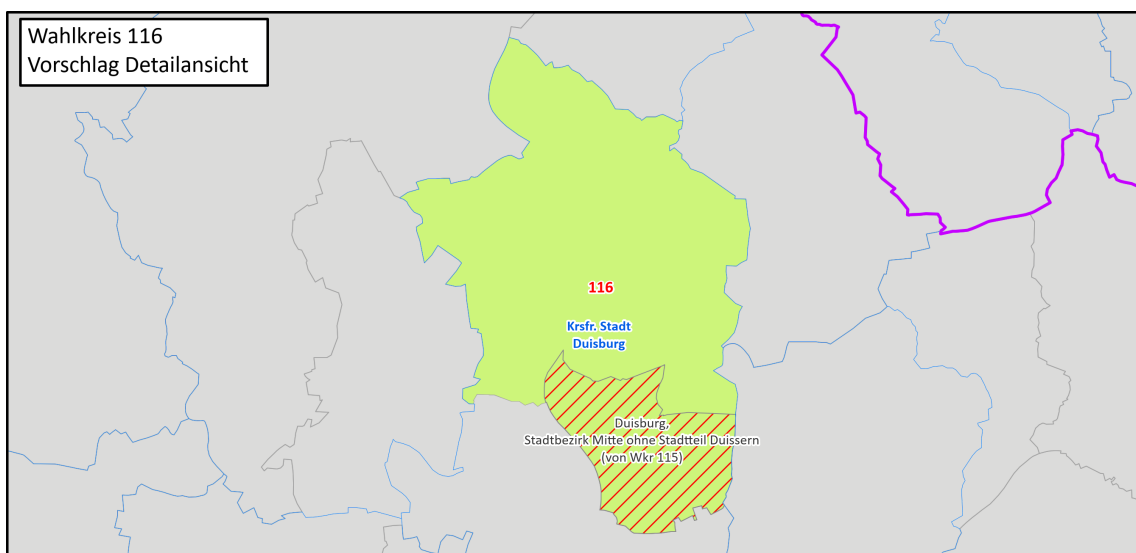 Wahlkreis 116
Vorschlag Detailansicht
116
Krsfr. Stadt
Duisburg
Duisburg,
Stadtbezirk Mitte ohne Stadtteil Duissern
(von Wkr 115)